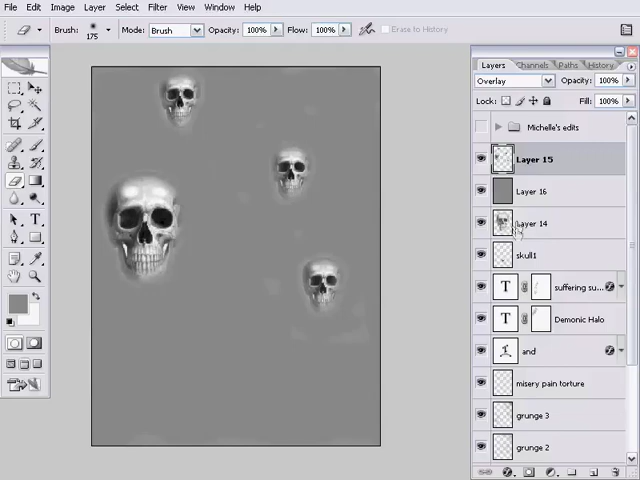 File Edit Image Layer Select Filter View Window Help
Brush: 175 Mode: Brush Opacity: 100% Flow: 100% Erase to History
Layers Channels Paths History
Overlay Opacity: 100%
Lock: Fill: 100%
Michelle's edits
Layer 15
Layer 16
Layer 14
skull1
T suffering su...
T Demonic Halo
and
misery pain torture
grunge 3
grunge 2